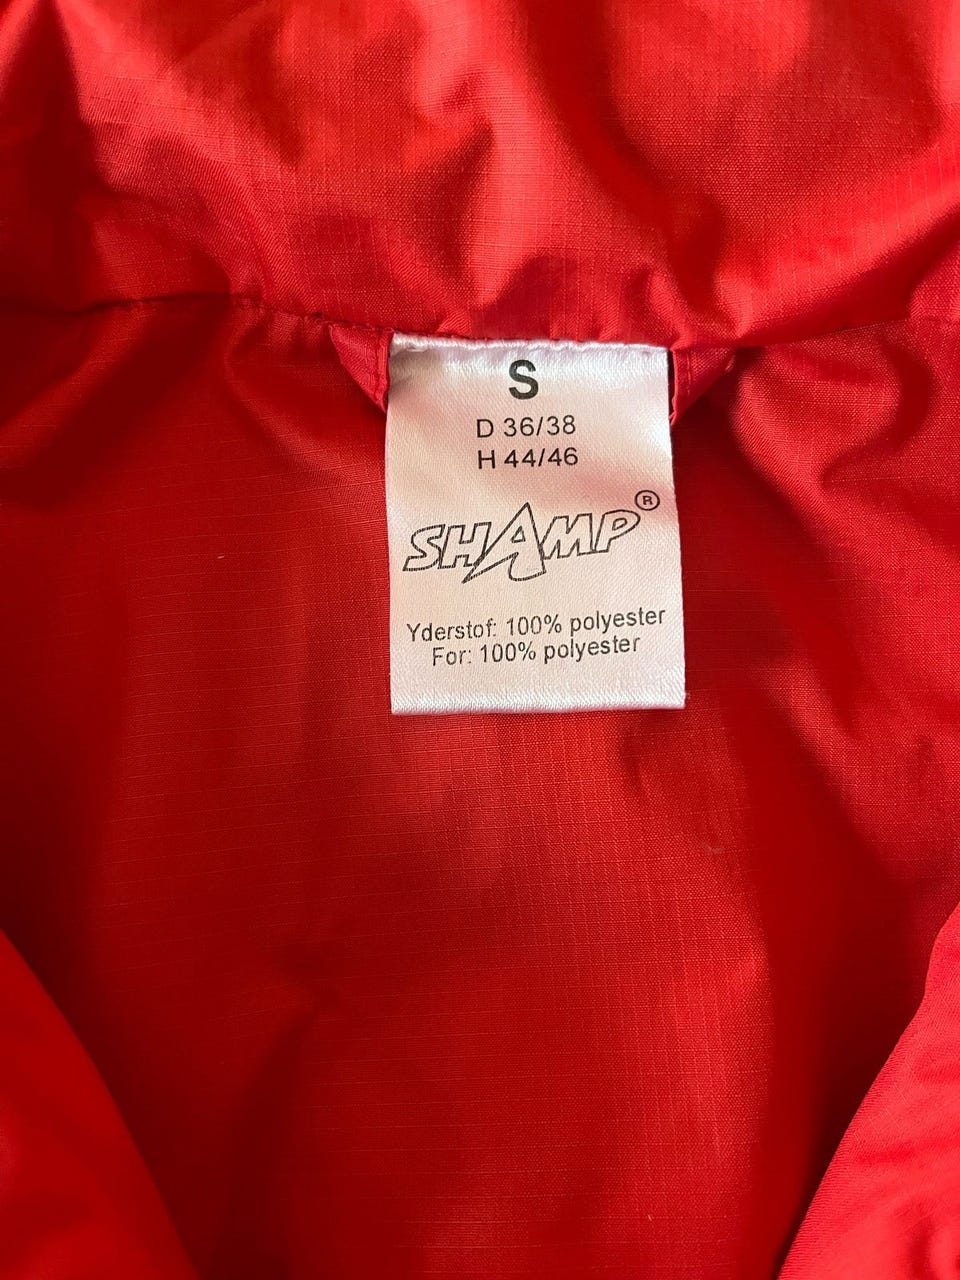 S
D 36/38
H 44/46
SHAMP®
Yderstof: 100% polyester
For: 100% polyester